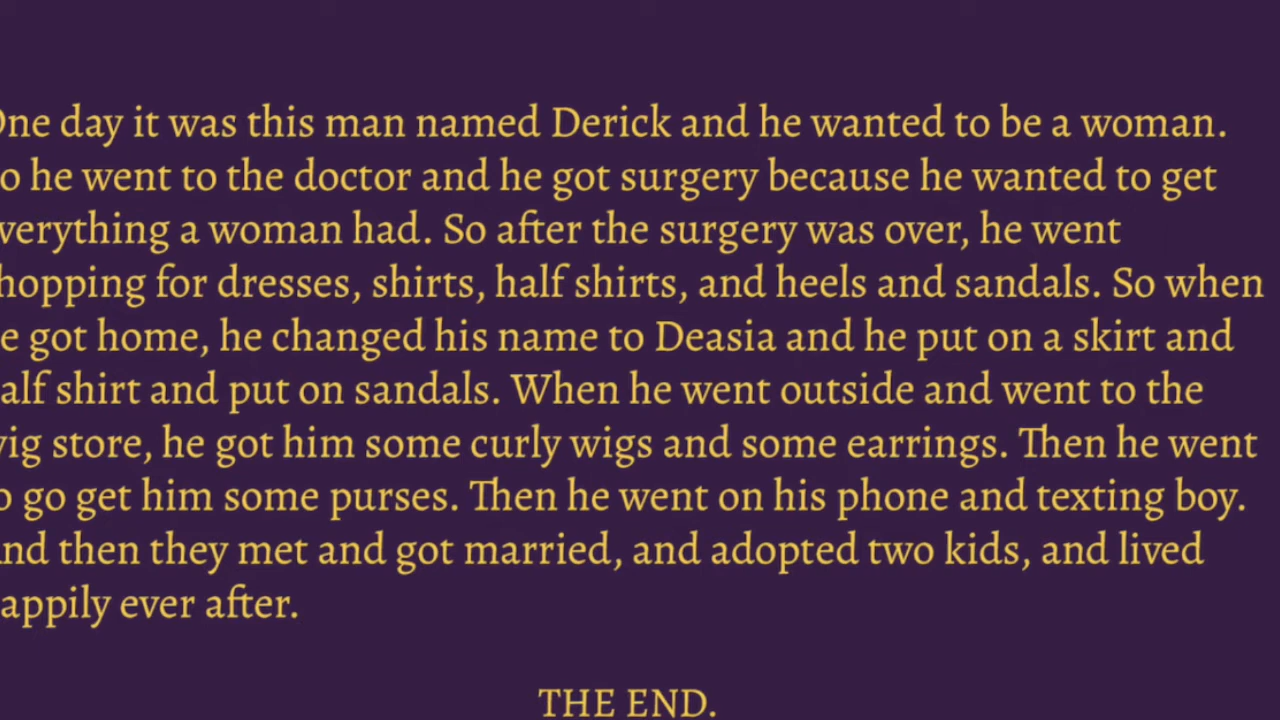 One day it was this man named Derick and he wanted to be a woman.
o he went to the doctor and he got surgery because he wanted to get
verything a woman had. So after the surgery was over, he went
hopping for dresses, shirts, half shirts, and heels and sandals. So when
e got home, he changed his name to Deasia and he put on a skirt and
alf shirt and put on sandals. When he went outside and went to the
wig store, he got him some curly wigs and some earrings. Then he went
o go get him some purses. Then he went on his phone and texting boy.
And then they met and got married, and adopted two kids, and lived
appily ever after.
THE END.